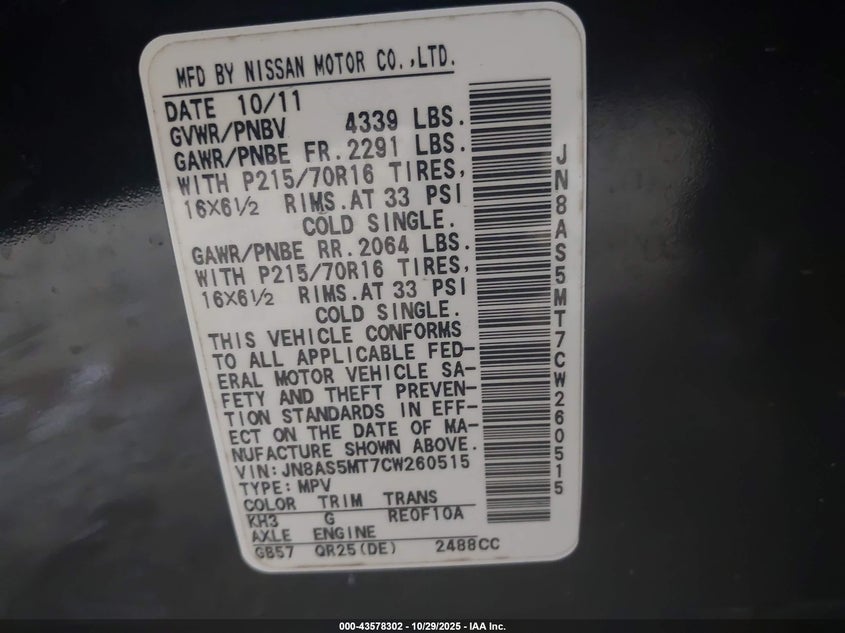 MFD BY NISSAN MOTOR CO.,LTD.
DATE 10/11
GVWR/PNBV 4339 LBS.
GAWR/PNBE FR.2291 LBS.
WITH P215/70R16 TIRES,
16X6½ RIMS.AT 33 PSI
COLD SINGLE.
GAWR/PNBE RR.2064 LBS.
WITH P215/70R16 TIRES,
16X6½ RIMS.AT 33 PSI
COLD SINGLE.
THIS VEHICLE CONFORMS
TO ALL APPLICABLE FED-
ERAL MOTOR VEHICLE SA-
FETY AND THEFT PREVEN-
TION STANDARDS IN EFF-
ECT ON THE DATE OF MA-
NUFACTURE SHOWN ABOVE.
VIN:JN8AS5MT7CW260515
TYPE:MPV
COLOR TRIM TRANS
KH3 G RE0F10A
AXLE ENGINE
GB57 QR25(DE) 2488CC
JN8AS5MT7CW260515
000-43578302 - 10/29/2025 - IAA Inc.